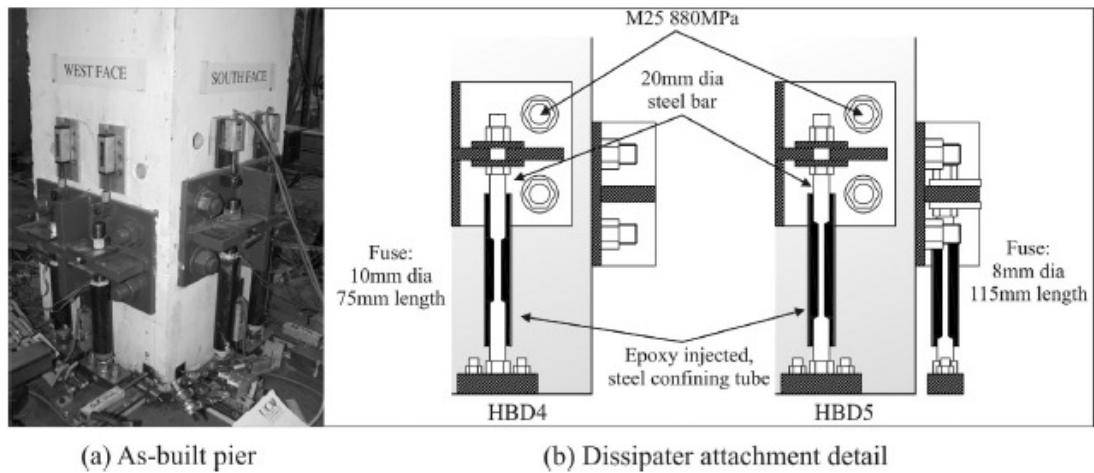 WEST FACE
SOUTH FACE
M25 880MPa
20mm dia
steel bar
Fuse:
10mm dia
75mm length
Fuse:
8mm dia
115mm length
Epoxy injected,
steel confining tube
HBD4
HBD5
(a) As-built pier
(b) Dissipater attachment detail